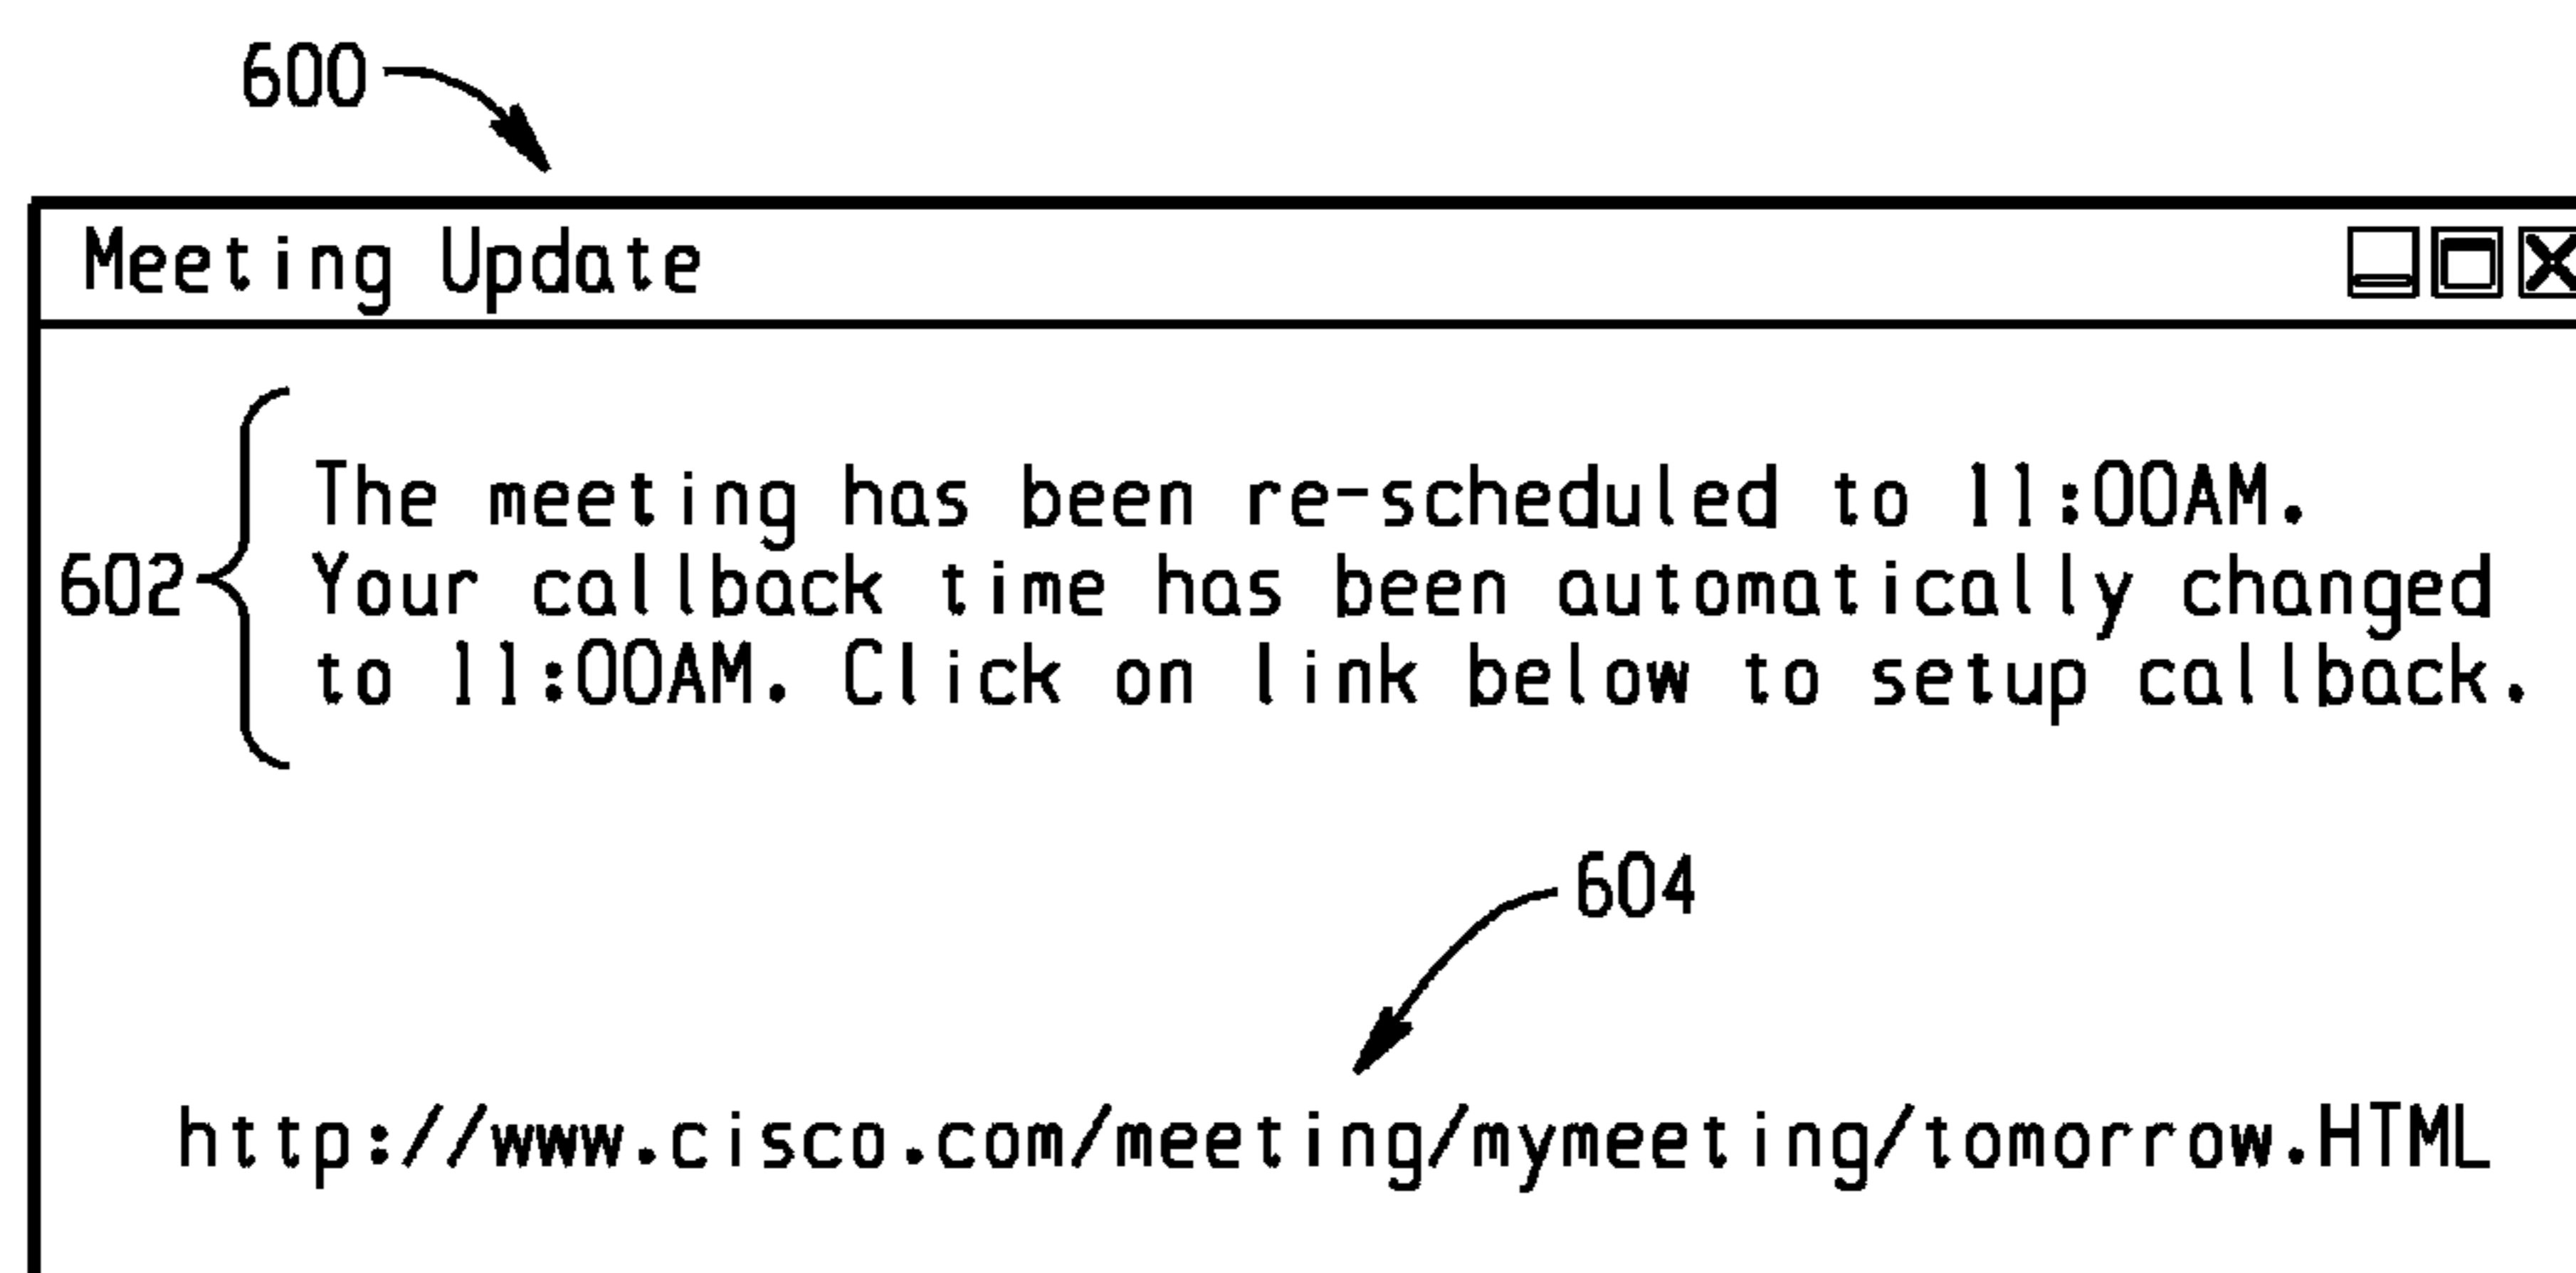 600
Meeting Update
The meeting has been re-scheduled to 11:00AM.
602 Your callback time has been automatically changed
to 11:00AM. Click on link below to setup callback.
604
http://www.cisco.com/meeting/mymeeting/tomorrow.HTML